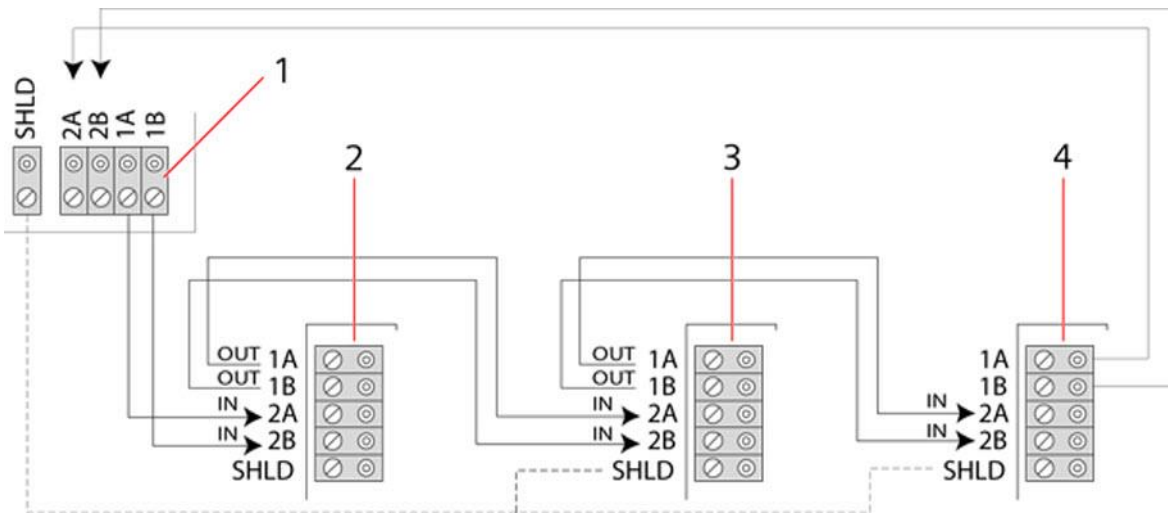 SHLD 2A 2B 1A 1B
1
2
3
4
OUT 1A
OUT 1B
IN 2A
IN 2B
SHLD
OUT 1A
OUT 1B
IN 2A
IN 2B
SHLD
1A
1B
IN 2A
IN 2B
SHLD